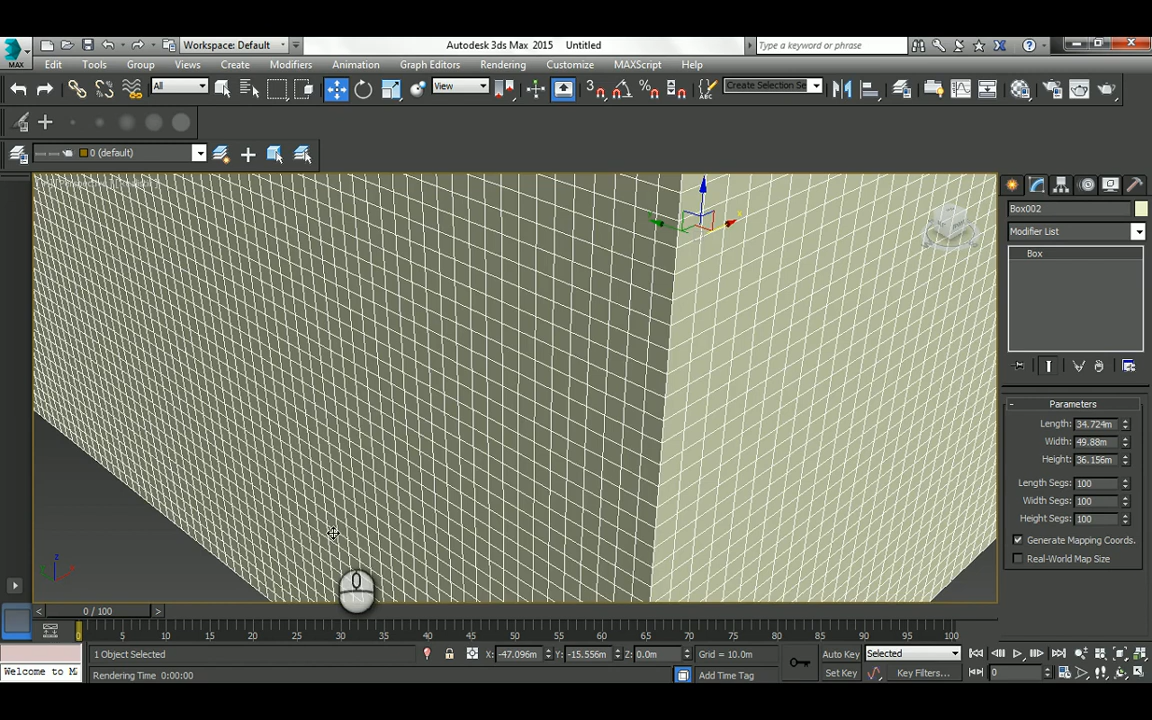 Workspace: Default
Autodesk 3ds Max 2015 Untitled
Type a keyword or phrase
MAX
Edit Tools Group Views Create Modifiers Animation Graph Editors Rendering Customize MAXScript Help
All
View
Create Selection Se
0 (default)
Box002
Modifier List
Box
Parameters
Length: 34.724m
Width: 49.88m
Height: 36.156m
Length Segs: 100
Width Segs: 100
Height Segs: 100
Generate Mapping Coords.
Real-World Map Size
0
z
0 / 100
0 5 10 15 20 25 30 35 40 45 50 55 60 65 70 75 80 85 90 95 100
1 Object Selected
X: -47.096m Y: -15.556m Z: 0.0m
Grid = 10.0m
Auto Key
Selected
Welcome to M
Rendering Time 0:00:00
Add Time Tag
Set Key
Key Filters...
0